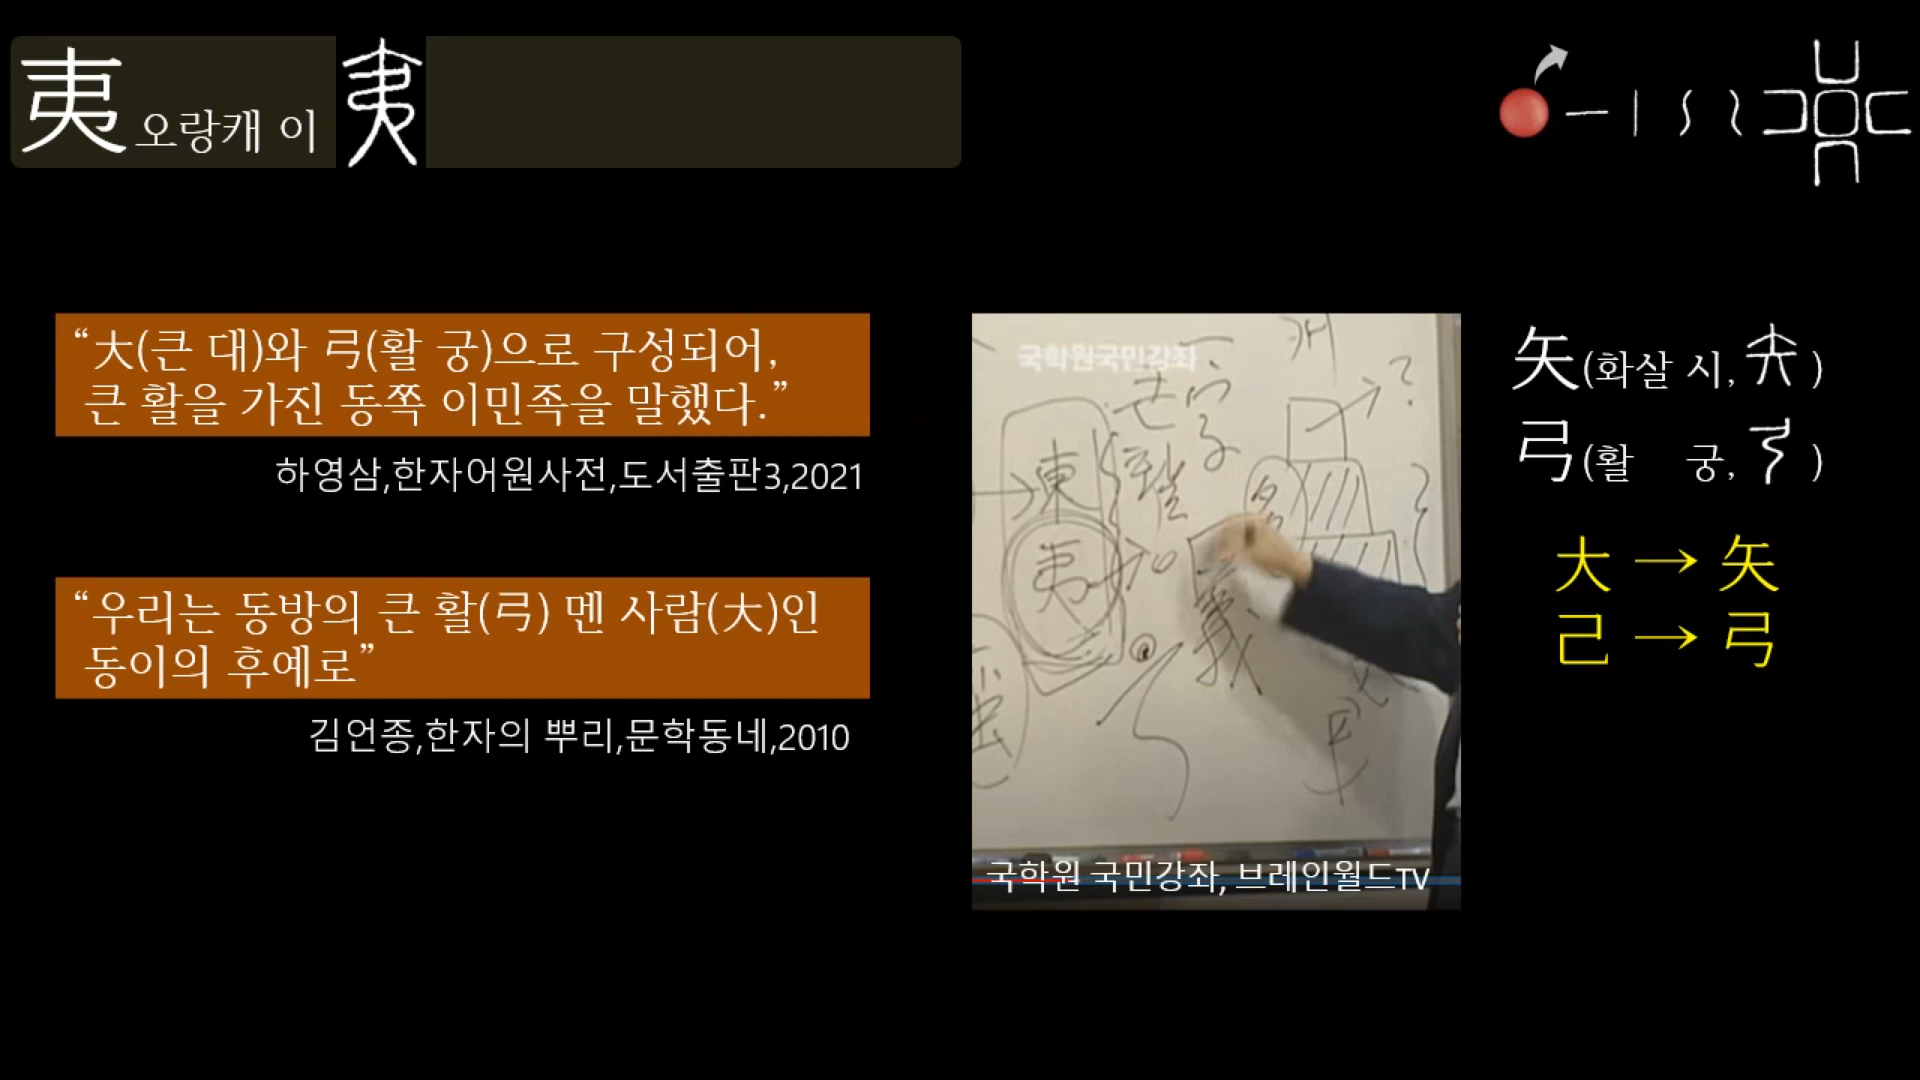 夷 오랑캐 이
“大(큰 대)와 弓(활 궁)으로 구성되어,
큰 활을 가진 동쪽 이민족을 말했다.”
하영삼,한자어원사전,도서출판3,2021
“우리는 동방의 큰 활(弓) 멘 사람(大)인
동이의 후예로”
김언종,한자의 뿌리,문학동네,2010
국학원국민강좌
東
夷
義
국학원 국민강좌, 브레인월드TV
矢(화살 시, )
弓(활 궁, )
大 → 矢
己 → 弓